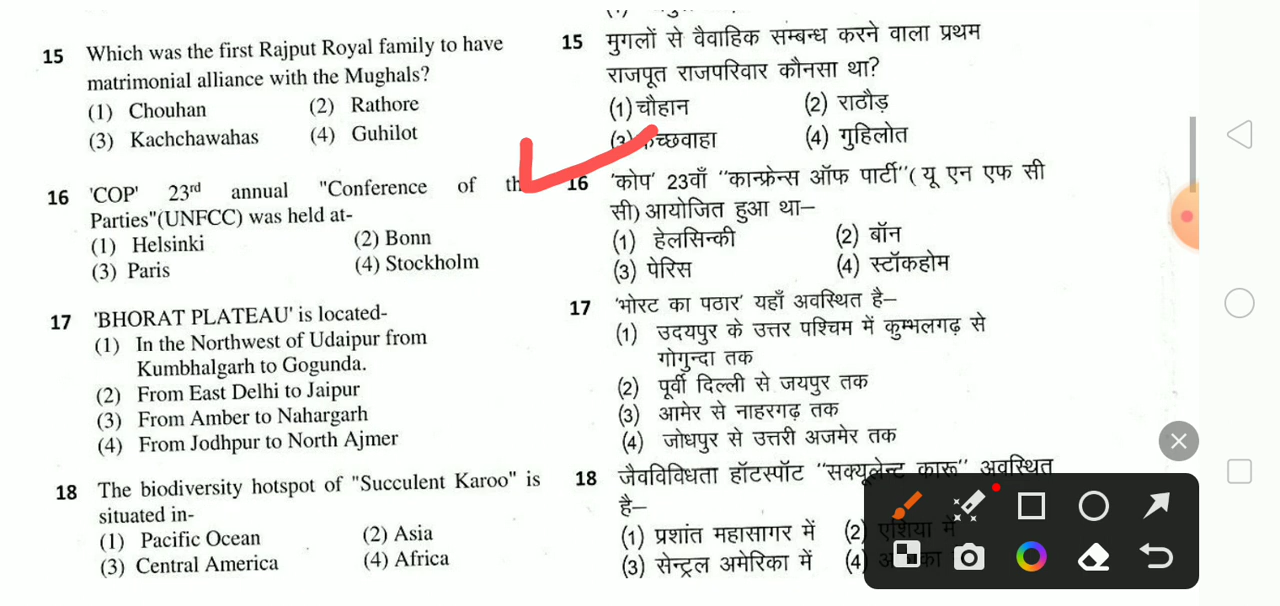 15 Which was the first Rajput Royal family to have
matrimonial alliance with the Mughals?
(1) Chouhan (2) Rathore
(3) Kachchawahas (4) Guhilot
16 'COP' 23rd annual "Conference of
Parties"(UNFCC) was held at-
(1) Helsinki (2) Bonn
(3) Paris (4) Stockholm
17 'BHORAT PLATEAU' is located-
(1) In the Northwest of Udaipur from
Kumbhalgarh to Gogunda.
(2) From East Delhi to Jaipur
(3) From Amber to Nahargarh
(4) From Jodhpur to North Ajmer
18 The biodiversity hotspot of "Succulent Karoo" is
situated in-
(1) Pacific Ocean (2) Asia
(3) Central America (4) Africa
15 मुगलों से वैवाहिक सम्बन्ध करने वाला प्रथम
राजपूत राजपरिवार कौनसा था?
(1) चौहान (2) राठौड़
(3) कच्छवाहा (4) गुहिलोत
16 'कोप' 23वाँ "कान्फ्रेन्स ऑफ पार्टी"( यू एन एफ सी
सी) आयोजित हुआ था–
(1) हेलसिन्की (2) बॉन
(3) पेरिस (4) स्टॉकहोम
17 'भोरट का पठार' यहाँ अवस्थित है–
(1) उदयपुर के उत्तर पश्चिम में कुम्भलगढ़ से
गोगुन्दा तक
(2) पूर्वी दिल्ली से जयपुर तक
(3) आमेर से नाहरगढ़ तक
(4) जोधपुर से उत्तरी अजमेर तक
18 जैवविविधता हॉटस्पॉट "सक्यूलेन्ट कारू" अवस्थित
है–
(1) प्रशांत महासागर में (2) एशिया में
(3) सेन्ट्रल अमेरिका में (4)